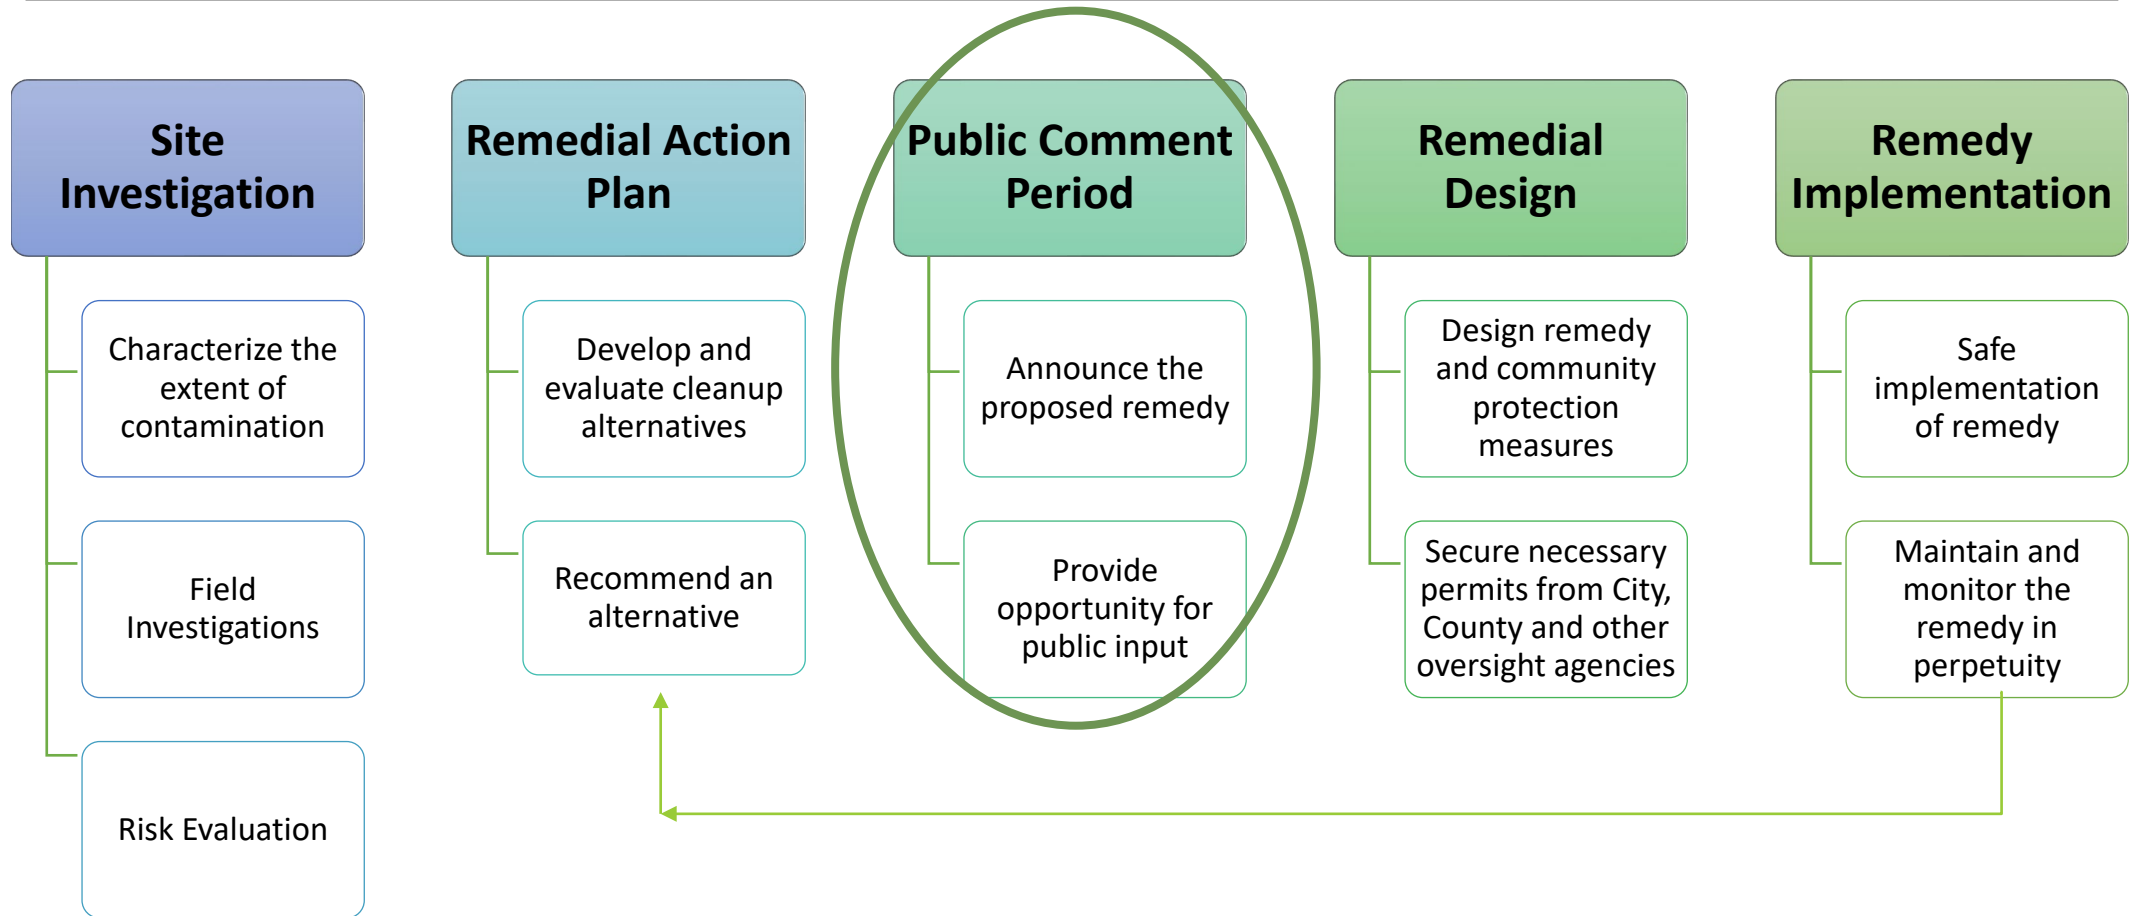 Site
Investigation
Characterize the
extent of
contamination
Field
Investigations
Risk Evaluation
Remedial Action
Plan
Develop and
evaluate cleanup
alternatives
Recommend an
alternative
Public Comment
Period
Announce the
proposed remedy
Provide
opportunity for
public input
Remedial
Design
Design remedy
and community
protection
measures
Secure necessary
permits from City,
County and other
oversight agencies
Remedy
Implementation
Safe
implementation
of remedy
Maintain and
monitor the
remedy in
perpetuity